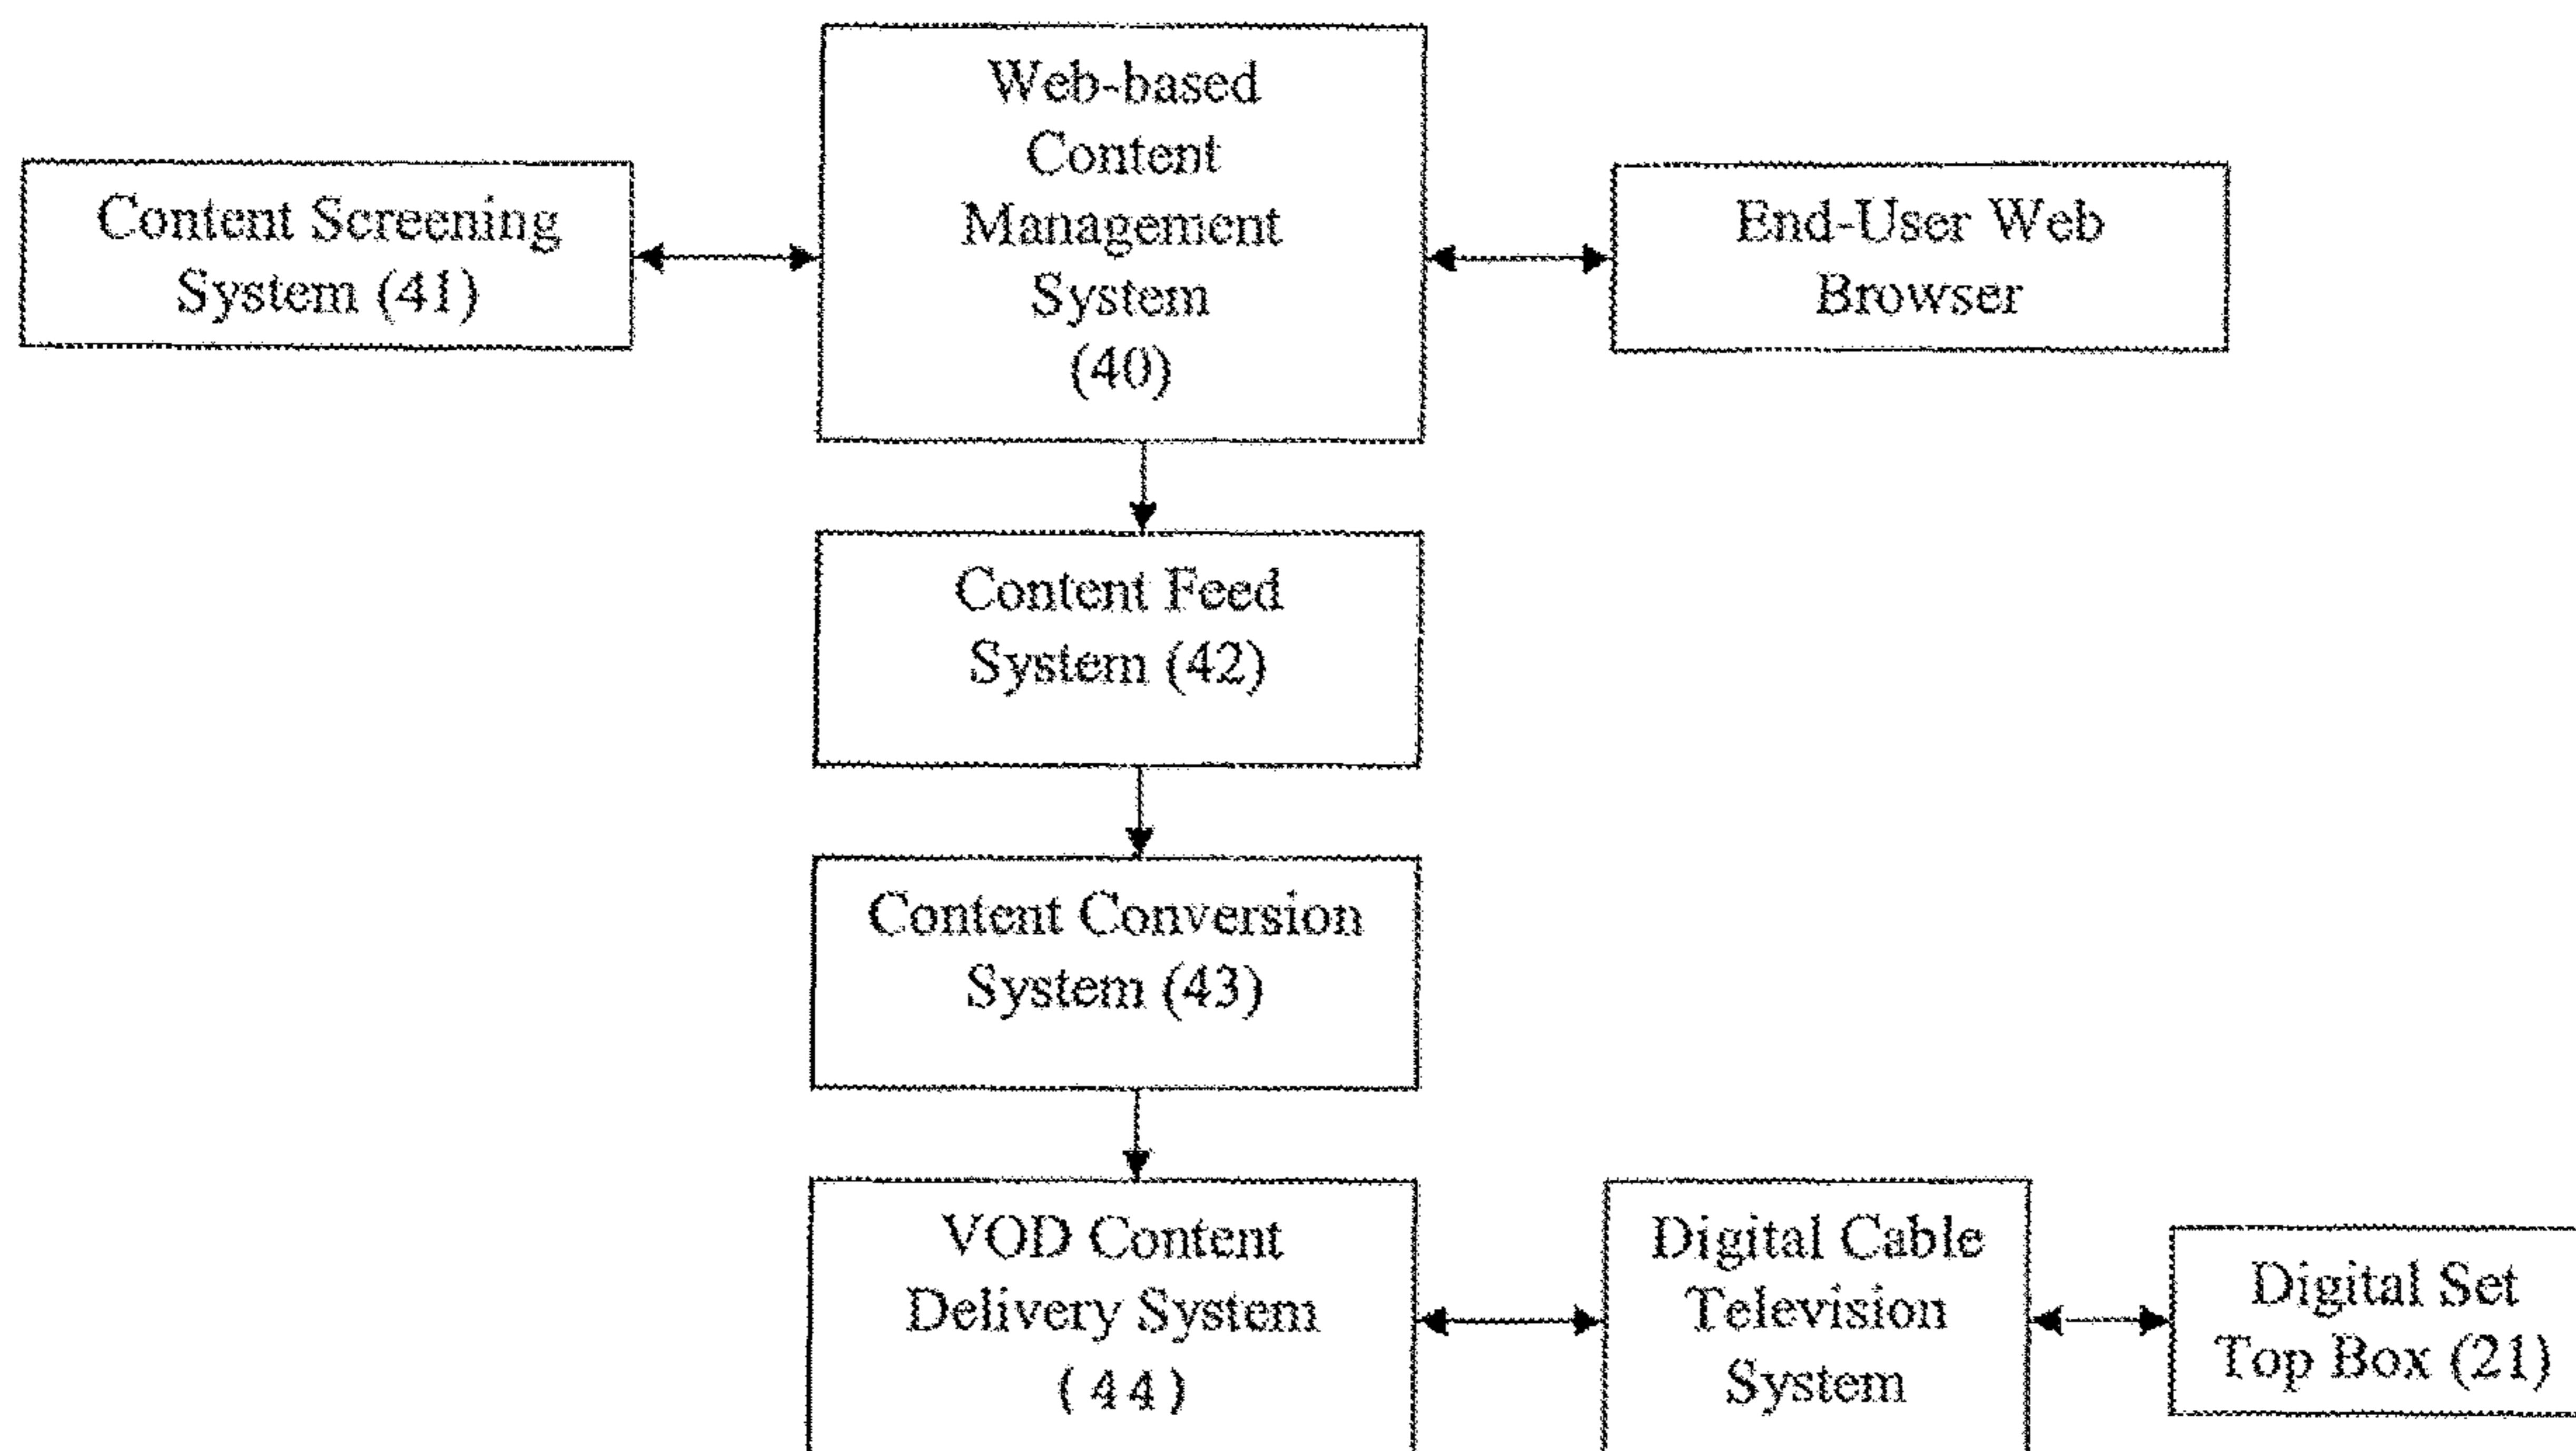 Web-based
Content
Management
System
(40)
Content Screening
System (41)
End-User Web
Browser
Content Feed
System (42)
Content Conversion
System (43)
VOD Content
Delivery System
(44)
Digital Cable
Television
System
Digital Set
Top Box (21)